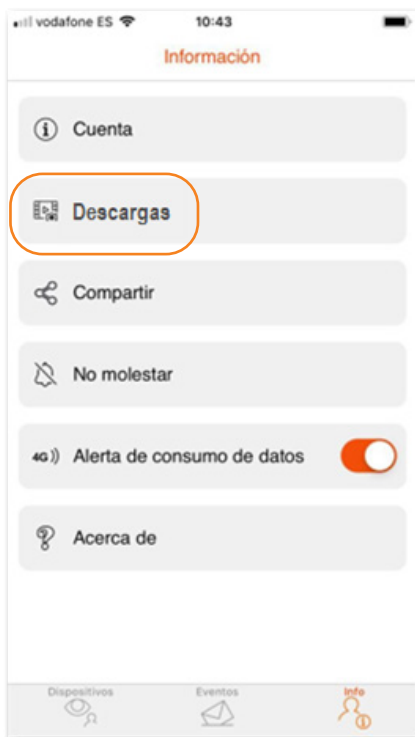 vodafone ES 10:43
Información
Cuenta
Descargas
Compartir
No molestar
4G Alerta de consumo de datos
Acerca de
Dispositivos Eventos Info